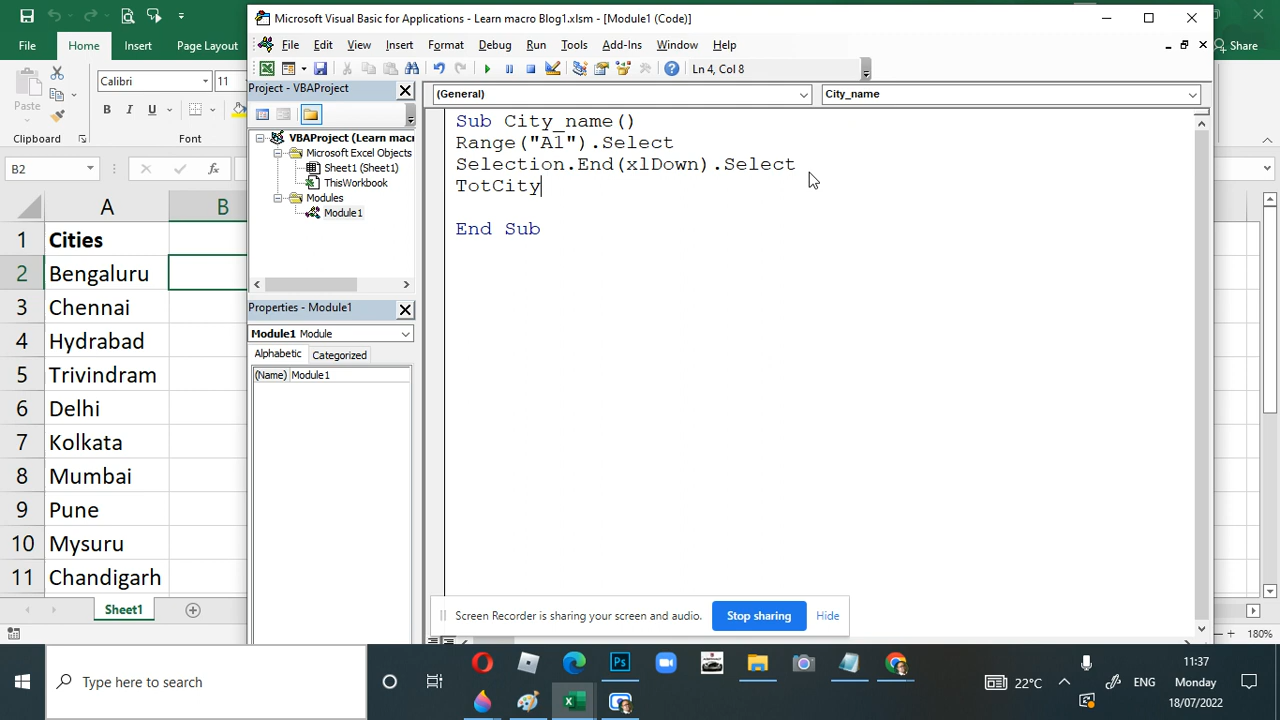 Microsoft Visual Basic for Applications - Learn macro Blog1.xlsm - [Module1 (Code)]
File Home Insert Page Layout
File Edit View Insert Format Debug Run Tools Add-Ins Window Help
Share
Paste
Calibri 11
B I U
Clipboard Font
B2
Ln 4, Col 8
Project - VBAProject
VBAProject (Learn mac
Microsoft Excel Objects
Sheet1 (Sheet1)
ThisWorkbook
Modules
Module1
Properties - Module1
Module1 Module
Alphabetic Categorized
(Name) Module1
(General) City_name
Sub City_name()
Range("A1").Select
Selection.End(xlDown).Select
TotCity
End Sub
A B
1 Cities
2 Bengaluru
3 Chennai
4 Hydrabad
5 Trivindram
6 Delhi
7 Kolkata
8 Mumbai
9 Pune
10 Mysuru
11 Chandigarh
Sheet1
Screen Recorder is sharing your screen and audio. Stop sharing Hide
180%
Type here to search
22°C ENG
11:37
Monday
18/07/2022